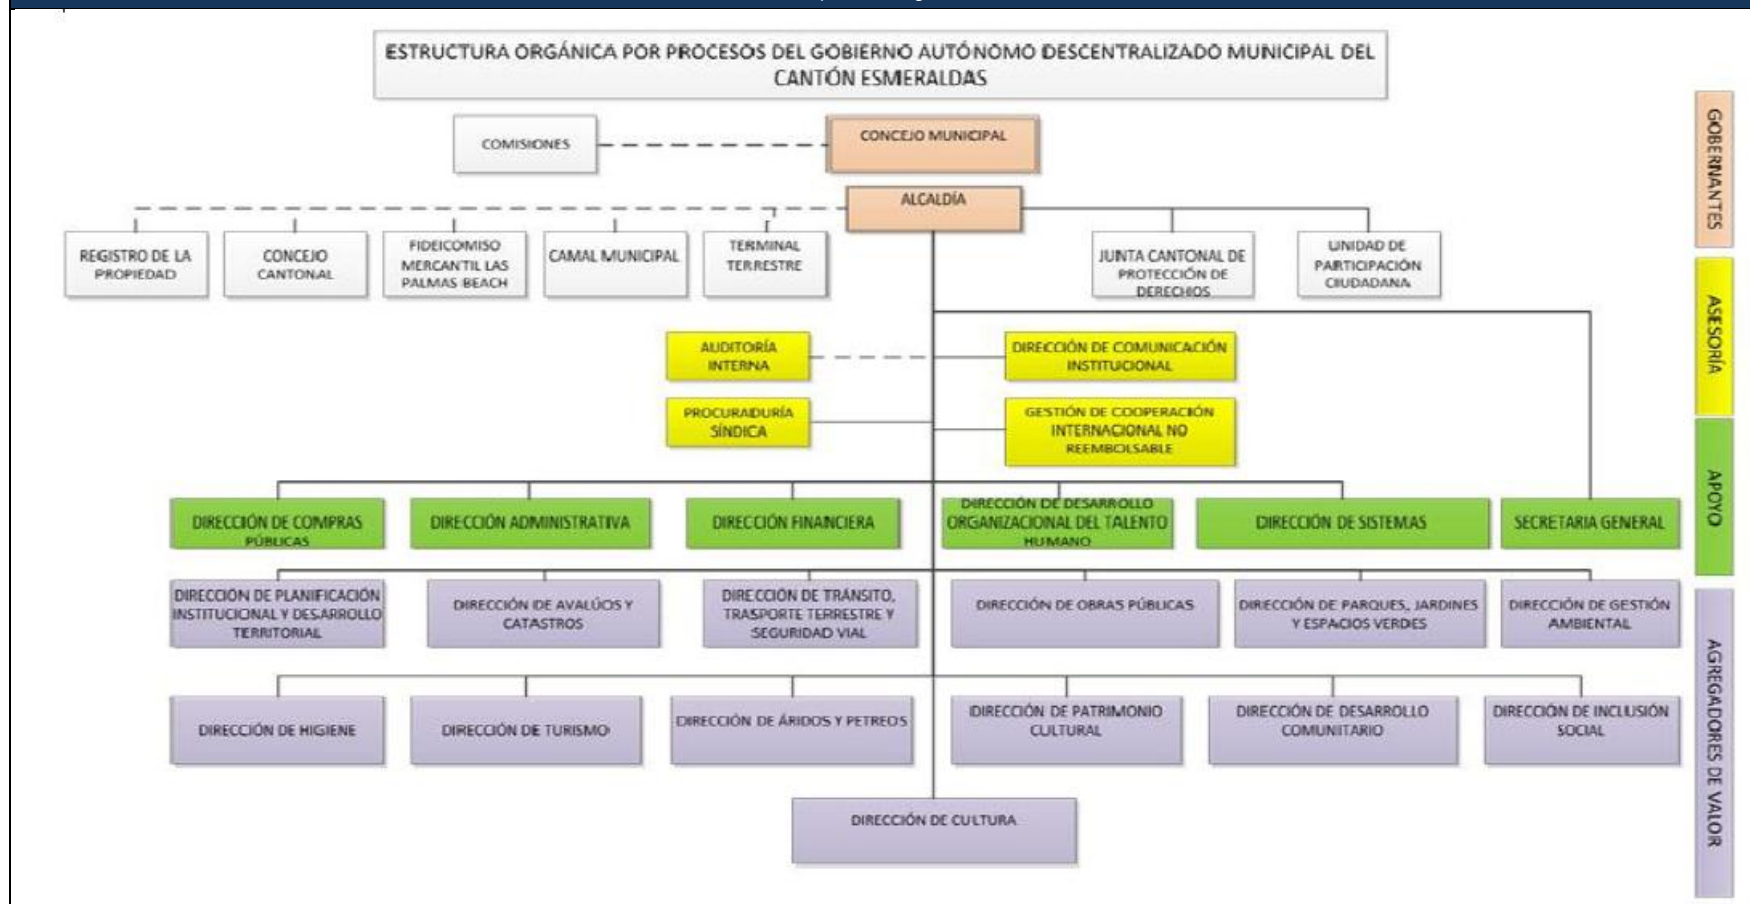 ESTRUCTURA ORGÁNICA POR PROCESOS DEL GOBIERNO AUTÓNOMO DESCENTRALIZADO MUNICIPAL DEL
CANTÓN ESMERALDAS
COMISIONES
CONCEJO MUNICIPAL
ALCALDÍA
REGISTRO DE LA
PROPIEDAD
CONCEJO
CANTONAL
FIDEICOMISO
MERCANTIL LAS
PALMAS BEACH
CAMAL MUNICIPAL
TERMINAL
TERRESTRE
JUNTA CANTONAL DE
PROTECCIÓN DE
DERECHOS
UNIDAD DE
PARTICIPACIÓN
CIUDADANA
GOBERNANTES
AUDITORÍA
INTERNA
DIRECCIÓN DE COMUNICACIÓN
INSTITUCIONAL
PROCURADURÍA
SÍNDICA
GESTIÓN DE COOPERACIÓN
INTERNACIONAL NO
REEMBOLSABLE
ASESORÍA
DIRECCIÓN DE COMPRAS
PÚBLICAS
DIRECCIÓN ADMINISTRATIVA
DIRECCIÓN FINANCIERA
DIRECCIÓN DE DESARROLLO
ORGANIZACIONAL DEL TALENTO
HUMANO
DIRECCIÓN DE SISTEMAS
SECRETARIA GENERAL
APOYO
DIRECCIÓN DE PLANIFICACIÓN
INSTITUCIONAL Y DESARROLLO
TERRITORIAL
DIRECCIÓN DE AVALÚOS Y
CATASTROS
DIRECCIÓN DE TRÁNSITO,
TRASPORTE TERRESTRE Y
SEGURIDAD VIAL
DIRECCIÓN DE OBRAS PÚBLICAS
DIRECCIÓN DE PARQUES, JARDINES
Y ESPACIOS VERDES
DIRECCIÓN DE GESTIÓN
AMBIENTAL
DIRECCIÓN DE HIGIENE
DIRECCIÓN DE TURISMO
DIRECCIÓN DE ÁRIDOS Y PETREOS
DIRECCIÓN DE PATRIMONIO
CULTURAL
DIRECCIÓN DE DESARROLLO
COMUNITARIO
DIRECCIÓN DE INCLUSIÓN
SOCIAL
DIRECCIÓN DE CULTURA
AGREGADORES DE VALOR